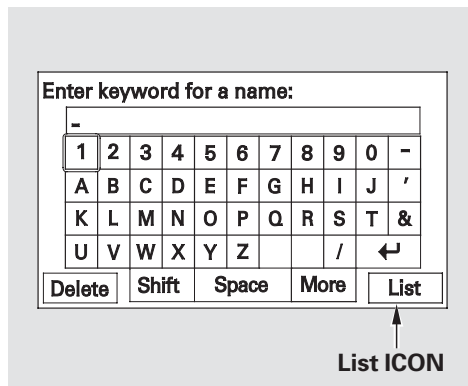 Enter keyword for a name:
_
1 2 3 4 5 6 7 8 9 0 -
A B C D E F G H I J '
K L M N O P Q R S T &
U V W X Y Z / ↵
Delete Shift Space More List
List ICON